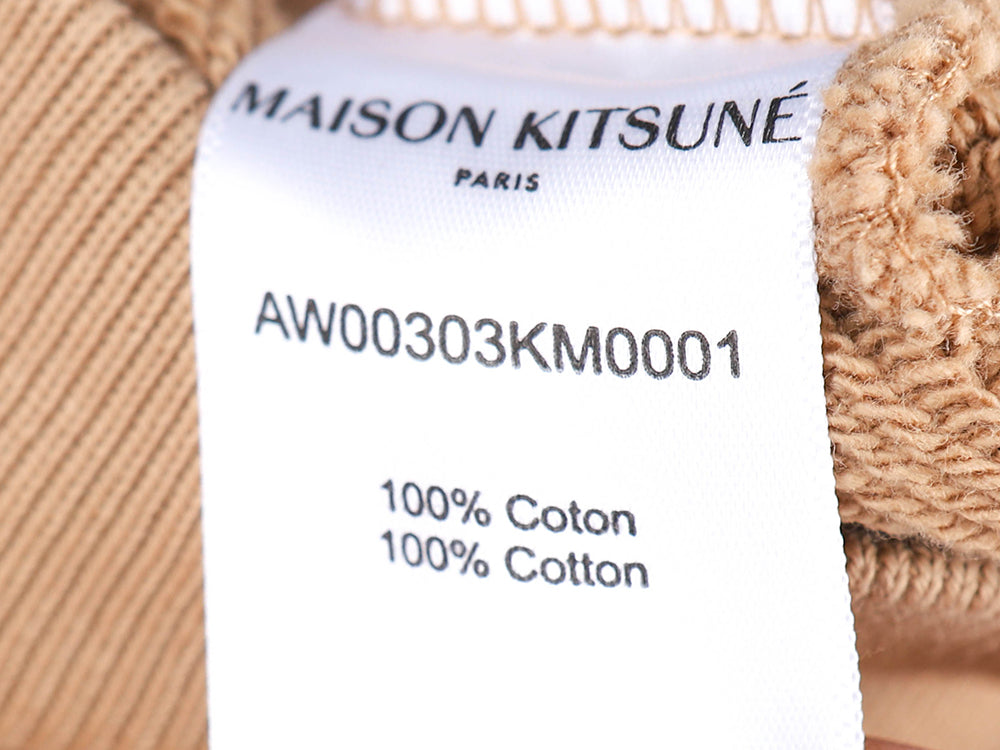 MAISON KITSUNÉ
PARIS
AW00303KM0001
100% Coton
100% Cotton